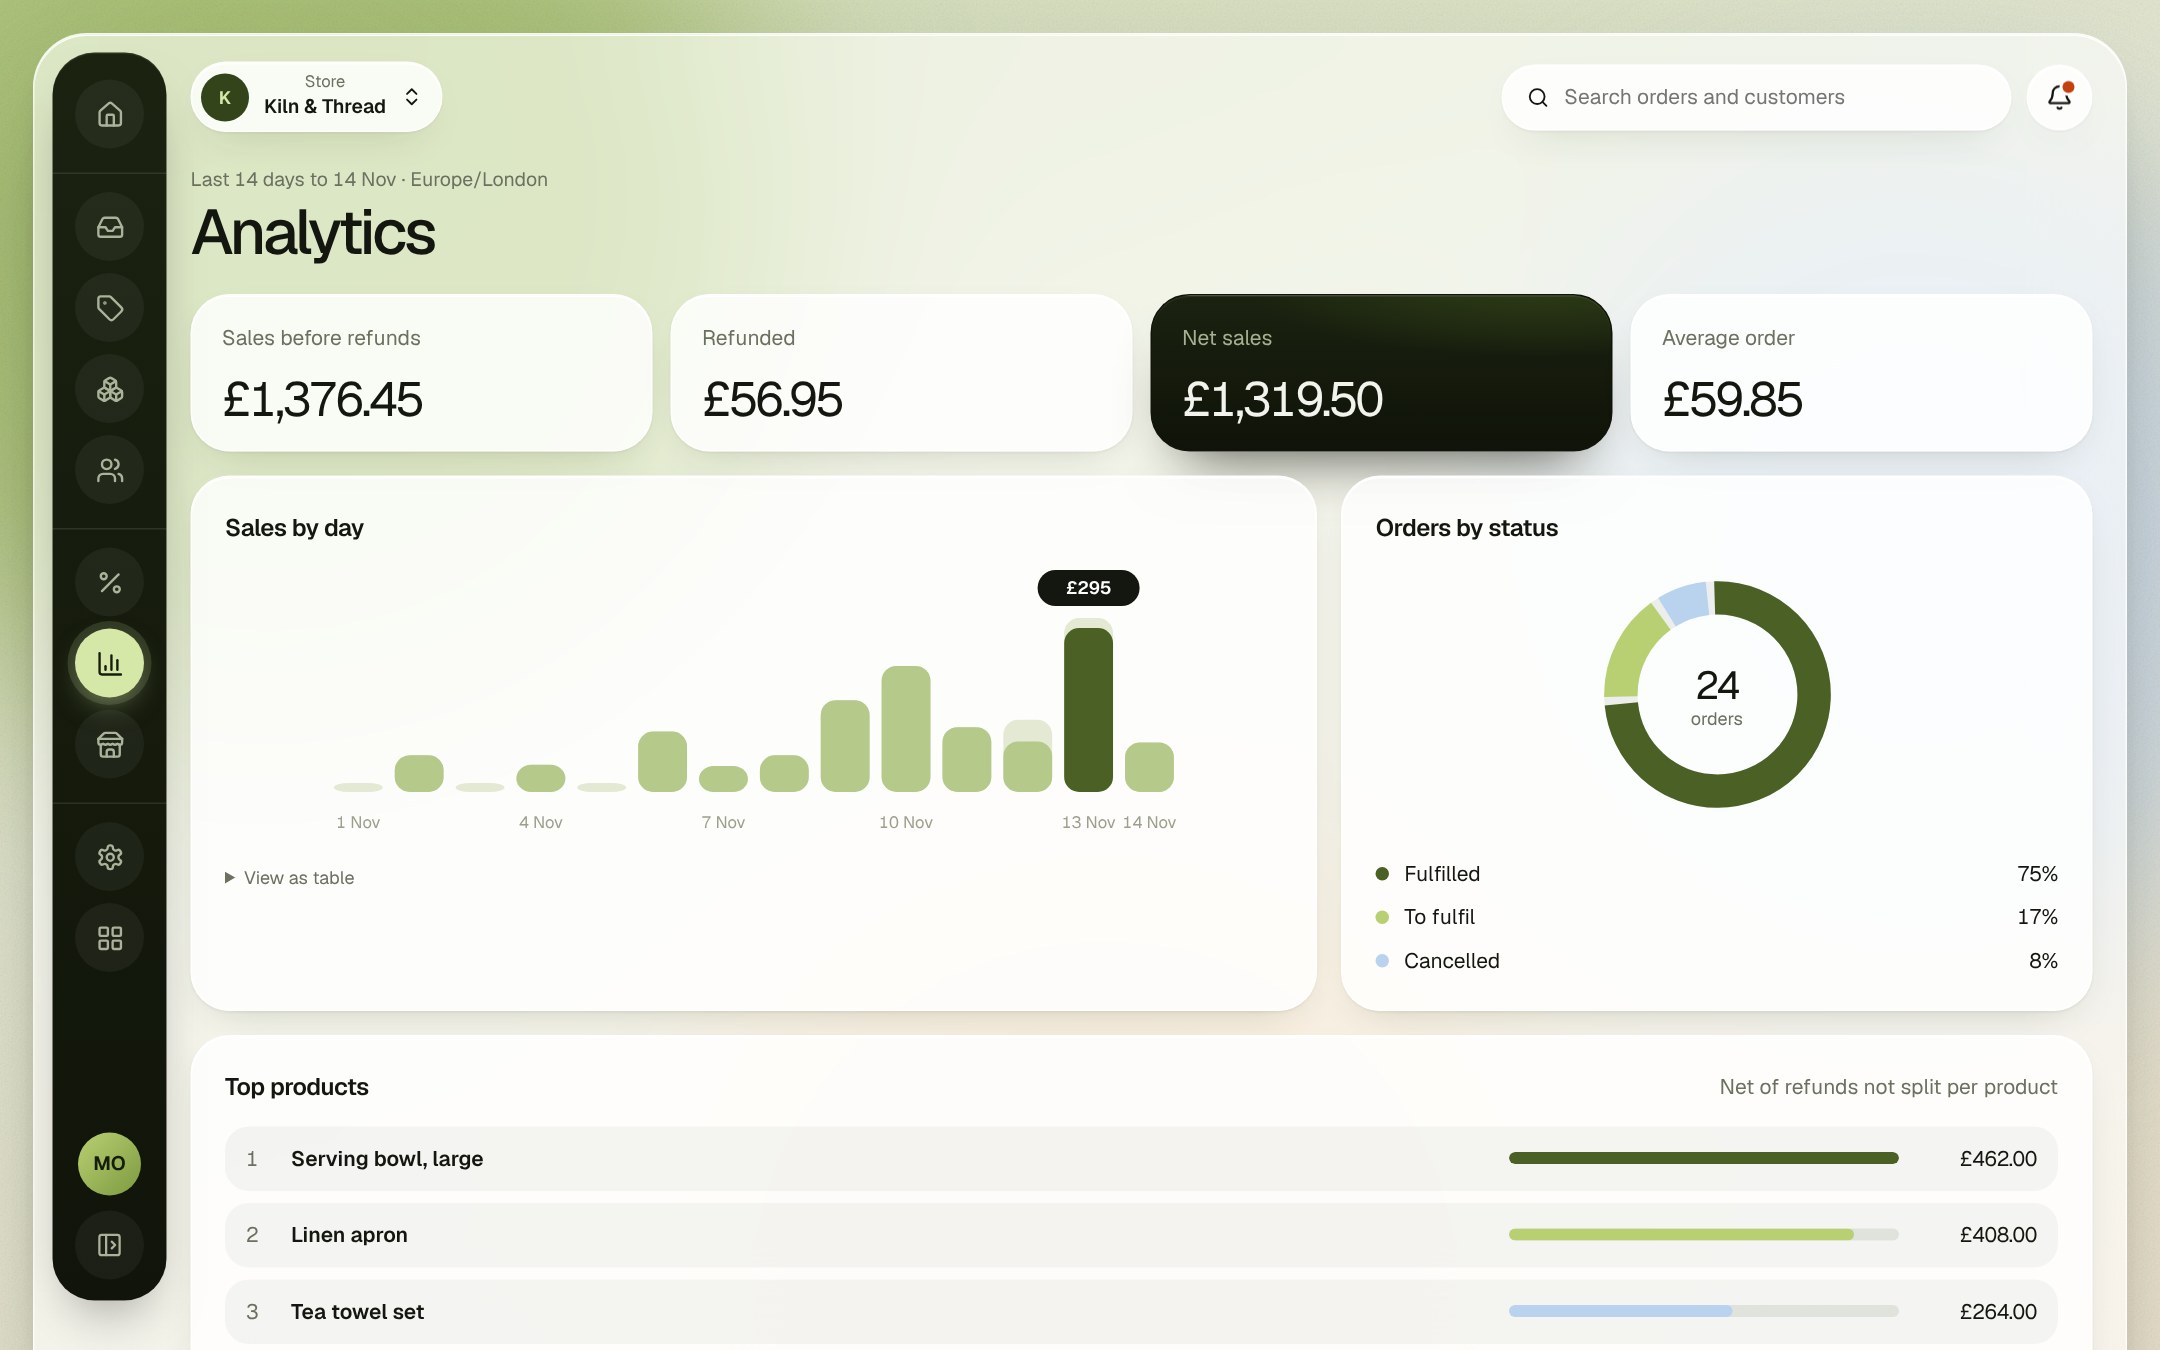 K
Store
Kiln & Thread
Search orders and customers
Last 14 days to 14 Nov · Europe/London
Analytics
Sales before refunds
£1,376.45
Refunded
£56.95
Net sales
£1,319.50
Average order
£59.85
Sales by day
£295
1 Nov
4 Nov
7 Nov
10 Nov
13 Nov
14 Nov
View as table
Orders by status
24
orders
Fulfilled
75%
To fulfil
17%
Cancelled
8%
Top products
Net of refunds not split per product
1
Serving bowl, large
£462.00
2
Linen apron
£408.00
3
Tea towel set
£264.00
MO